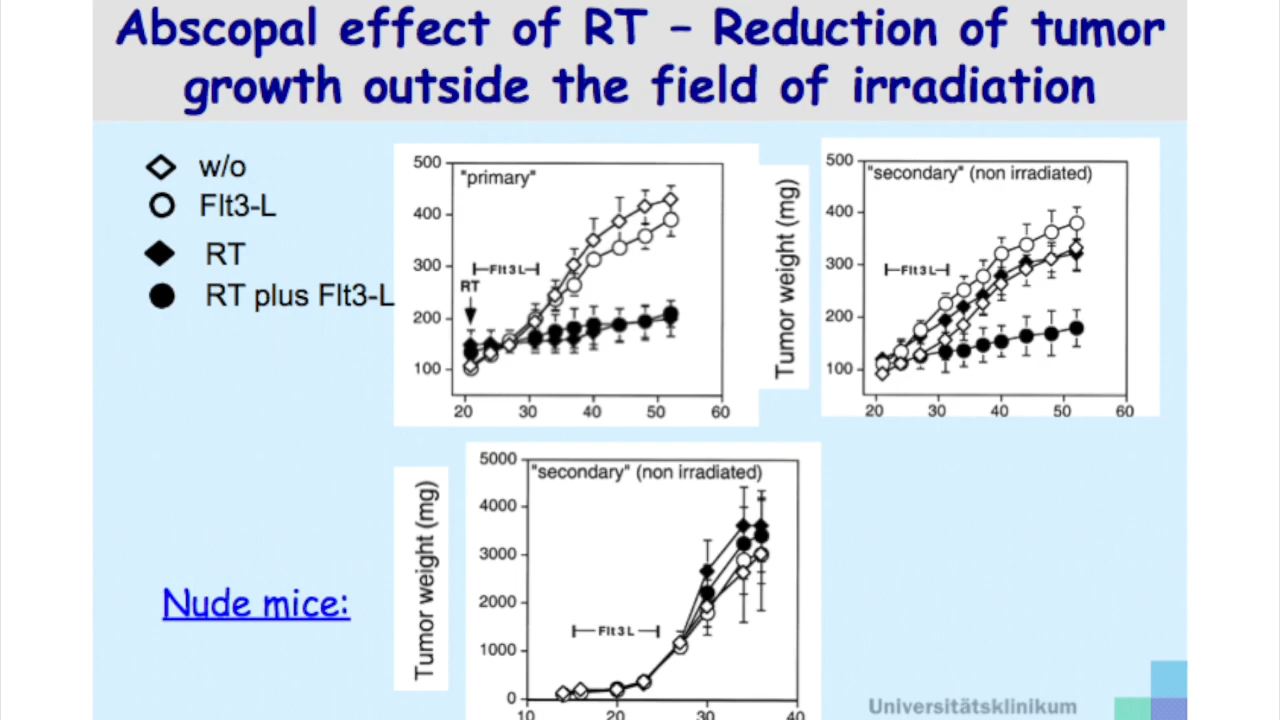 Abscopal effect of RT – Reduction of tumor
growth outside the field of irradiation
w/o
Flt3-L
RT
RT plus Flt3-L
"primary"
500
400
300
200
100
Flt 3 L
RT
20 30 40 50 60
Tumor weight (mg)
"secondary" (non irradiated)
500
400
300
200
100
Flt 3 L
20 30 40 50 60
Nude mice:
Tumor weight (mg)
"secondary" (non irradiated)
5000
4000
3000
2000
1000
0
Flt 3 L
10 20 30 40
Universitätsklinikum